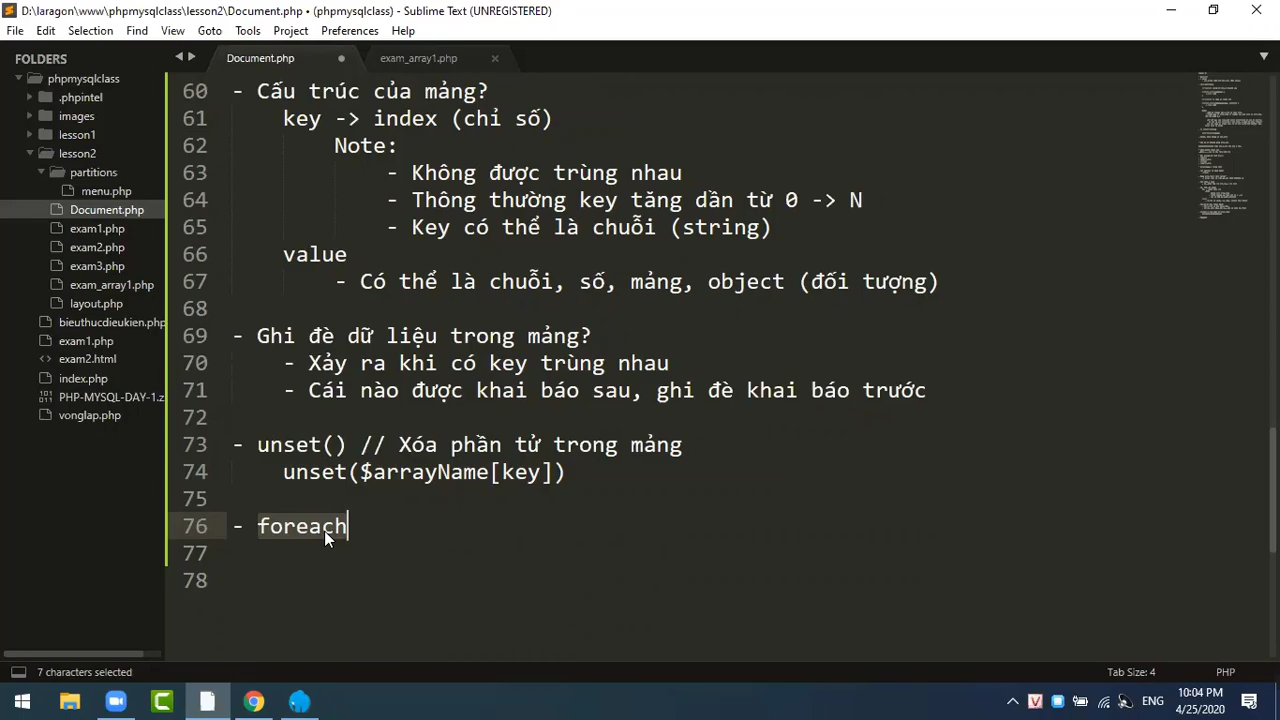 D:\laragon\www\phpmysqlclass\lesson2\Document.php • (phpmysqlclass) - Sublime Text (UNREGISTERED)
File Edit Selection Find View Goto Tools Project Preferences Help
FOLDERS
phpmysqlclass
.phpintel
images
lesson1
lesson2
partitions
menu.php
Document.php
exam1.php
exam2.php
exam3.php
exam_array1.php
layout.php
bieuthucdieukien.php
exam1.php
exam2.html
index.php
PHP-MYSQL-DAY-1.z
vonglap.php
Document.php exam_array1.php
60 - Cấu trúc của mảng?
61 key -> index (chỉ số)
62 Note:
63 - Không được trùng nhau
64 - Thông thường key tăng dần từ 0 -> N
65 - Key có thể là chuỗi (string)
66 value
67 - Có thể là chuỗi, số, mảng, object (đối tượng)
68
69 - Ghi đè dữ liệu trong mảng?
70 - Xảy ra khi có key trùng nhau
71 - Cái nào được khai báo sau, ghi đè khai báo trước
72
73 - unset() // Xóa phần tử trong mảng
74 unset($arrayName[key])
75
76 - foreach
77
78
7 characters selected Tab Size: 4 PHP
ENG 10:04 PM
4/25/2020